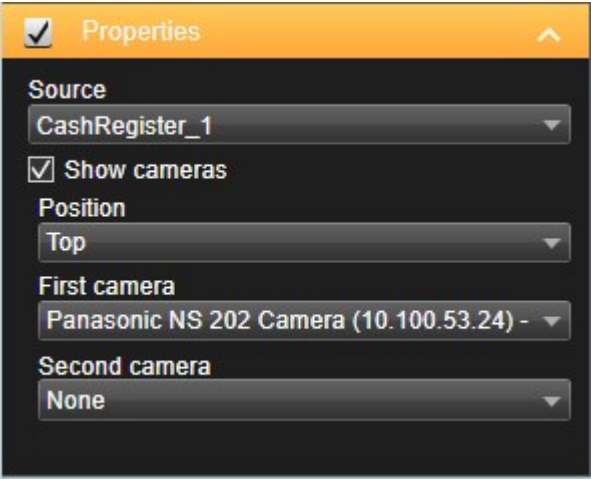 Properties
Source
CashRegister_1
Show cameras
Position
Top
First camera
Panasonic NS 202 Camera (10.100.53.24) -
Second camera
None